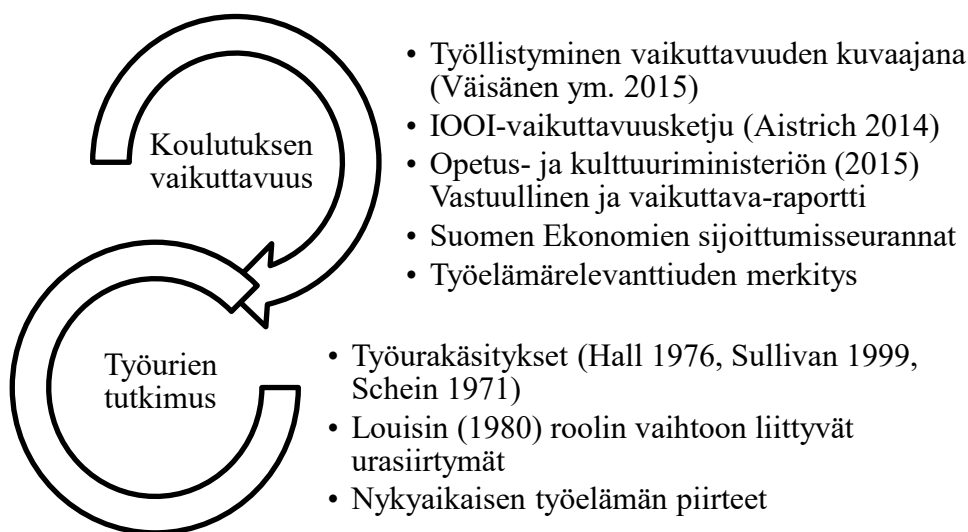 Koulutuksen
vaikuttavuus
• Työllistyminen vaikuttavuuden kuvaajana
(Väisänen ym. 2015)
• IOOI-vaikuttavuusketju (Aistrich 2014)
• Opetus- ja kulttuuriministeriön (2015)
Vastuullinen ja vaikuttava-raportti
• Suomen Ekonomien sijoittumisseurannat
• Työelämärelevanttiuden merkitys
Työurien
tutkimus
• Työurakäsitykset (Hall 1976, Sullivan 1999,
Schein 1971)
• Louisin (1980) roolin vaihtoon liittyvät
urasiirtymät
• Nykyaikaisen työelämän piirteet